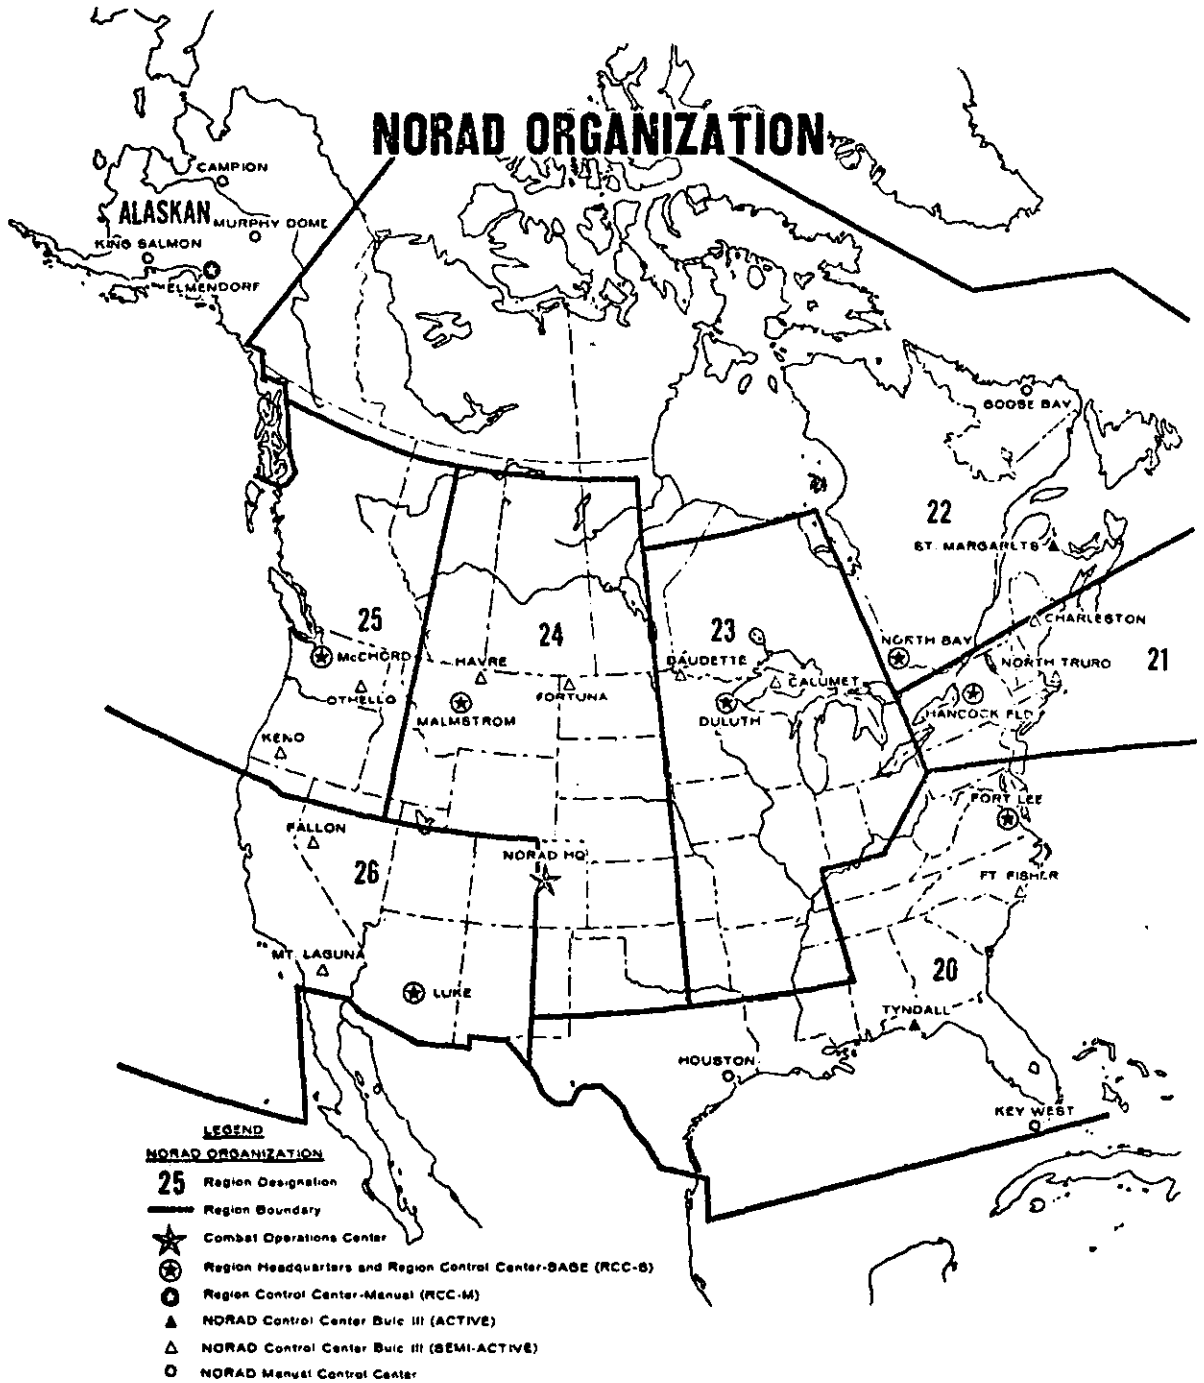 NORAD ORGANIZATION
CAMPION
ALASKAN
MURPHY DOME
KING SALMON
ELMENDORF
GOOSE BAY
22
ST. MARGARETS
CHARLESTON
25
24
23
NORTH BAY
McCHORD
HAVRE
BAUDETTE
NORTH TRURO
21
OTHELLO
FORTUNA
CALUMET
MALMSTROM
DULUTH
HANCOCK FLD
KENO
FORT LEE
FALLON
NORAD HQ
26
FT. FISHER
MT. LAGUNA
20
LUKE
TYNDALL
HOUSTON
KEY WEST
LEGEND
NORAD ORGANIZATION
25 Region Designation
Region Boundary
Combat Operations Center
Region Headquarters and Region Control Center-SAGE (RCC-S)
Region Control Center-Manual (RCC-M)
NORAD Control Center Buic III (ACTIVE)
NORAD Control Center Buic III (SEMI-ACTIVE)
NORAD Manual Control Center